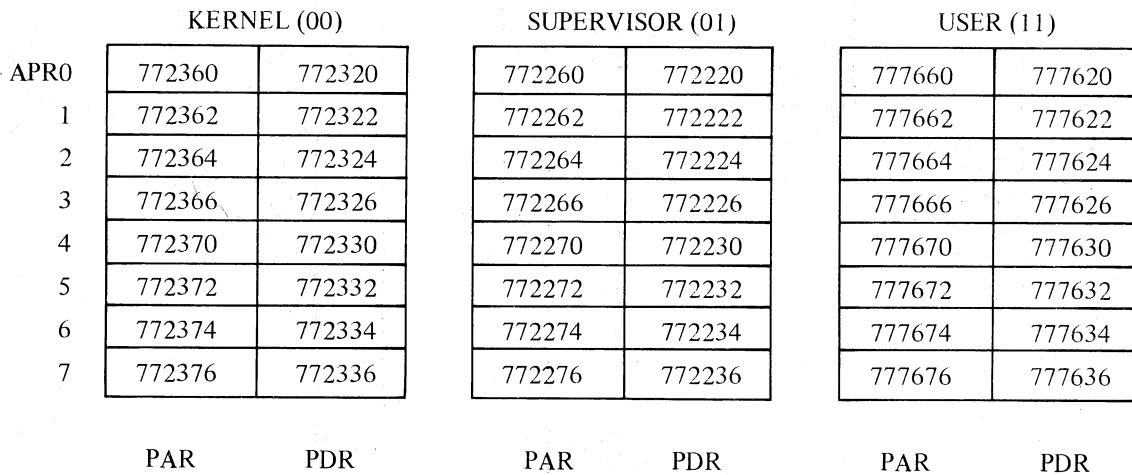 KERNEL (00) SUPERVISOR (01) USER (11)
APR0 772360 772320 772260 772220 777660 777620
1 772362 772322 772262 772222 777662 777622
2 772364 772324 772264 772224 777664 777624
3 772366 772326 772266 772226 777666 777626
4 772370 772330 772270 772230 777670 777630
5 772372 772332 772272 772232 777672 777632
6 772374 772334 772274 772234 777674 777634
7 772376 772336 772276 772236 777676 777636
PAR PDR PAR PDR PAR PDR